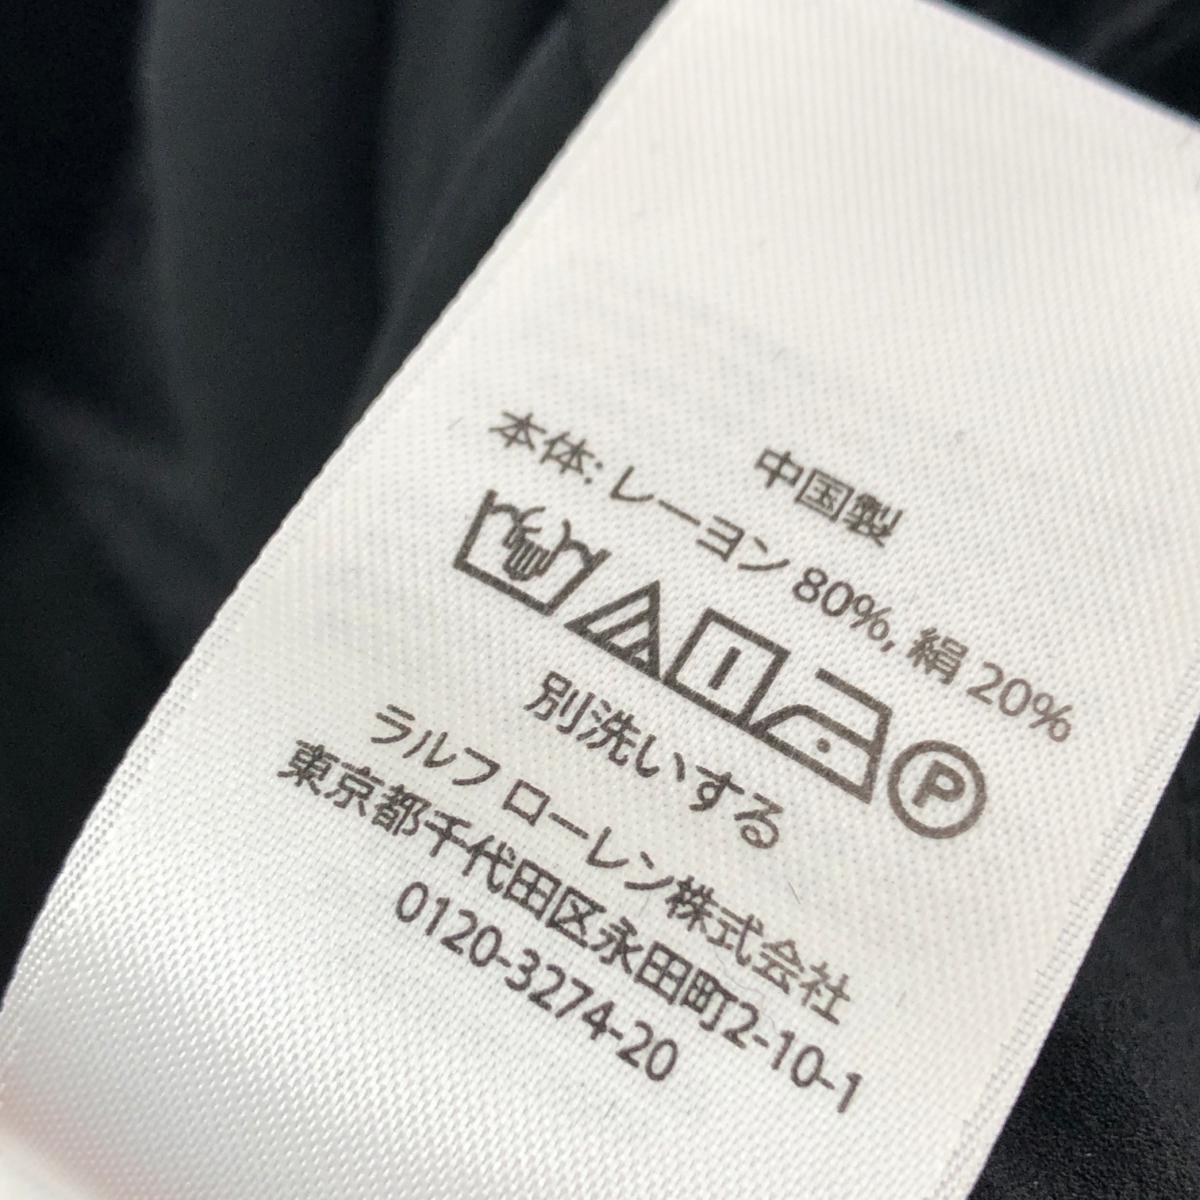 中国製
本体: レーヨン 80%, 絹 20%
P
別洗いする
ラルフ ローレン株式会社
東京都千代田区永田町2-10-1
0120-3274-20